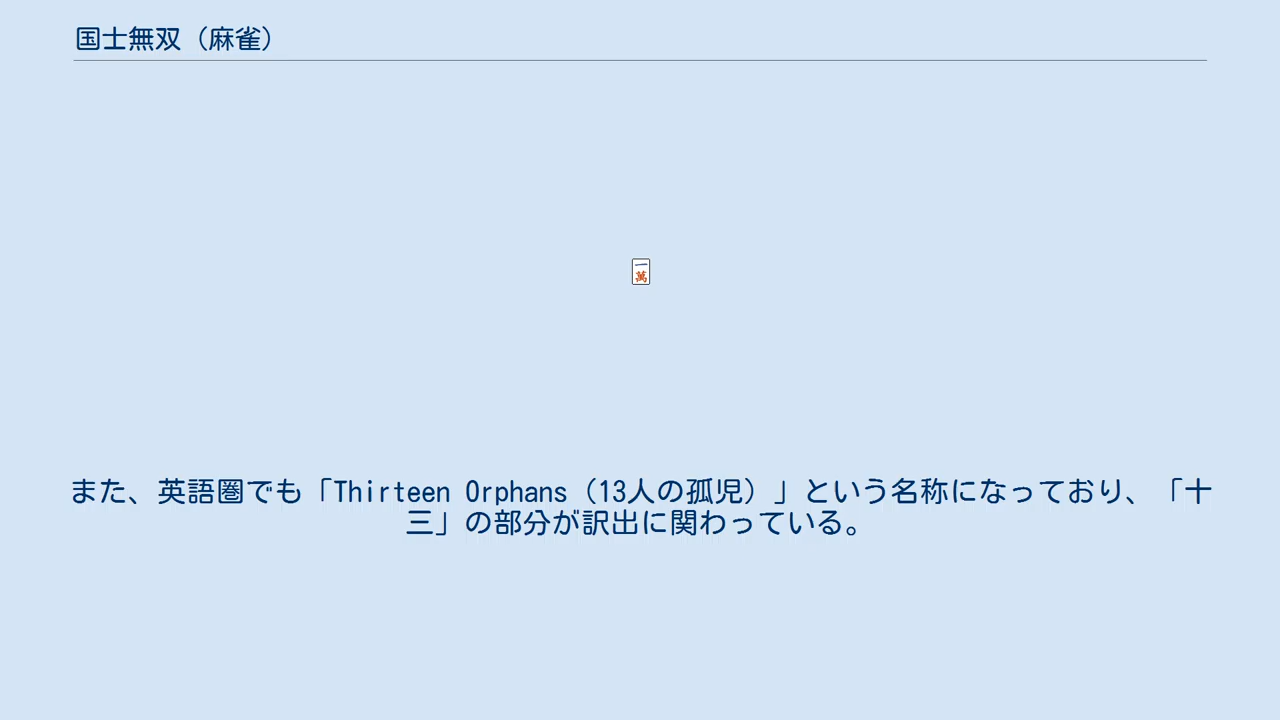 国士無双（麻雀）
一
萬
また、英語圏でも「Thirteen Orphans（13人の孤児）」という名称になっており、「十
三」の部分が訳出に関わっている。